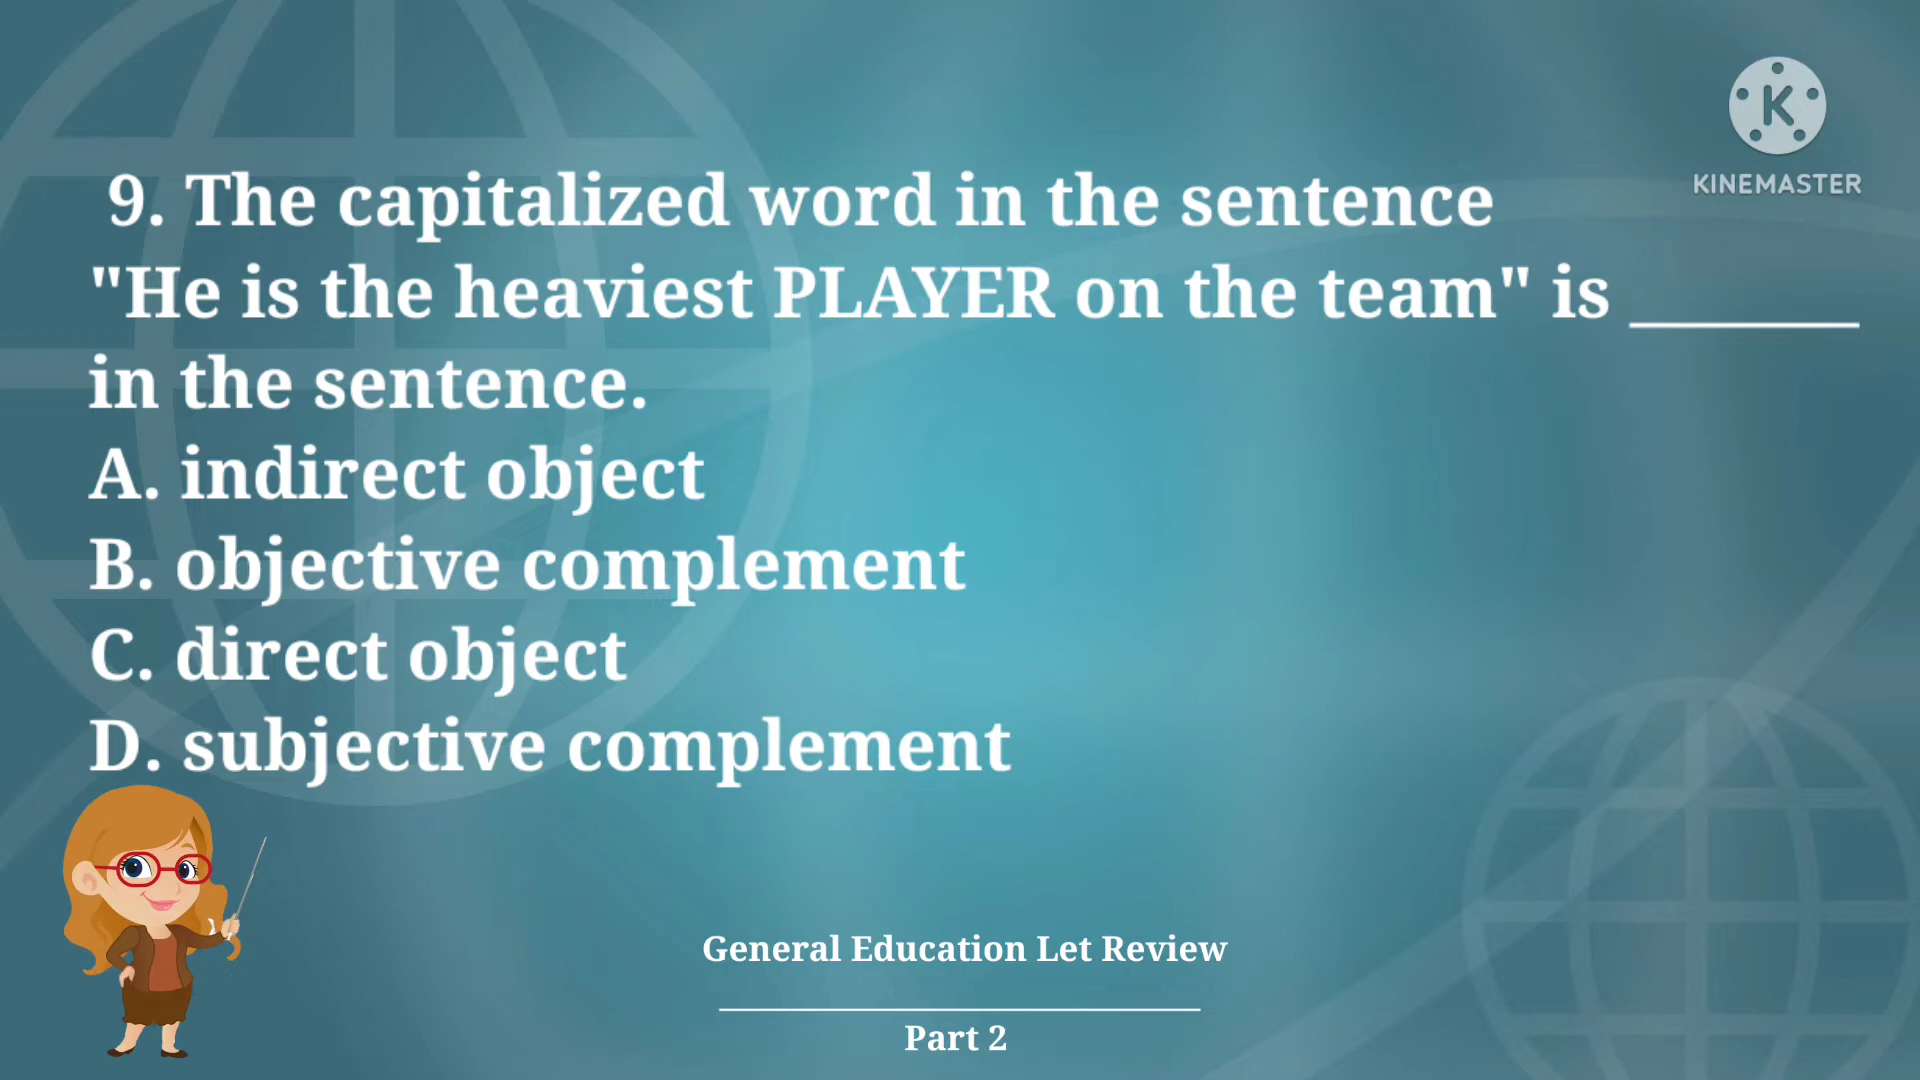 K
KINEMASTER
9. The capitalized word in the sentence
"He is the heaviest PLAYER on the team" is ________
in the sentence.
A. indirect object
B. objective complement
C. direct object
D. subjective complement
General Education Let Review
Part 2